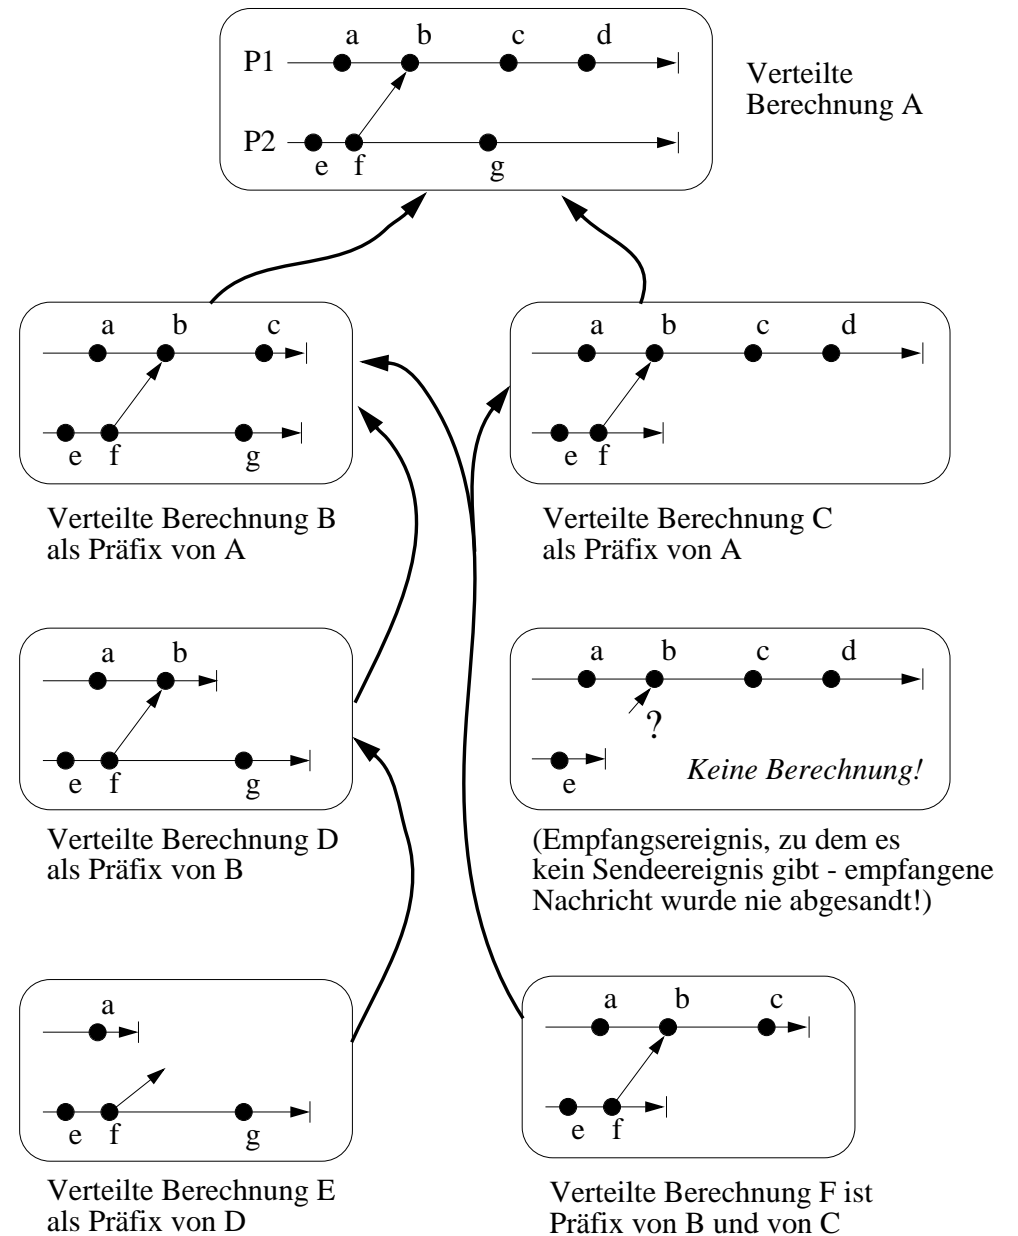 a b c d
P1
Verteilte
Berechnung A
P2
e f g
a b c
e f g
Verteilte Berechnung B
als Präfix von A
a b c d
e f
Verteilte Berechnung C
als Präfix von A
a b
e f g
Verteilte Berechnung D
als Präfix von B
a b c d
?
e
Keine Berechnung!
(Empfangsereignis, zu dem es
kein Sendeereignis gibt - empfangene
Nachricht wurde nie abgesandt!)
a
e f g
Verteilte Berechnung E
als Präfix von D
a b c
e f
Verteilte Berechnung F ist
Präfix von B und von C